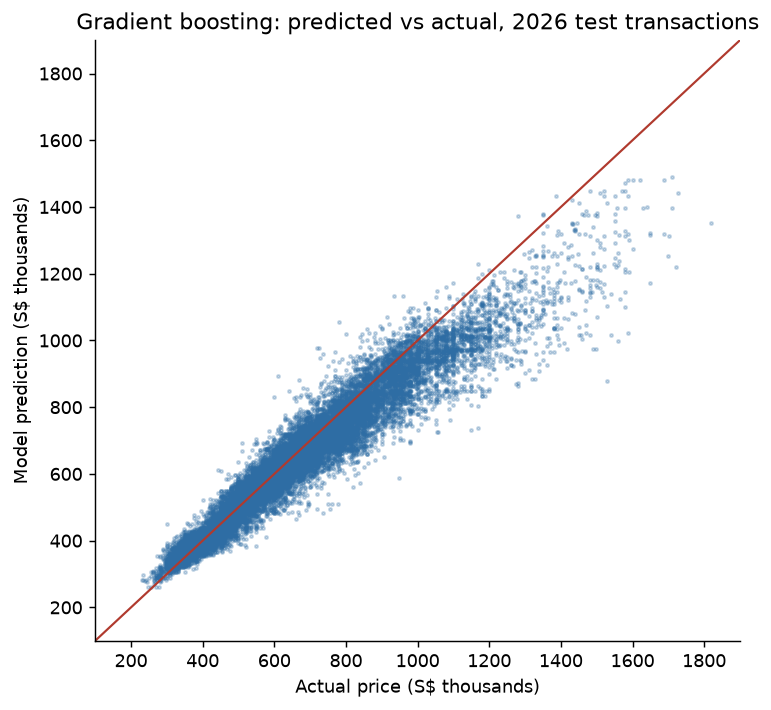 Gradient boosting: predicted vs actual, 2026 test transactions
Model prediction (S$ thousands)
1800
1600
1400
1200
1000
800
600
400
200
200 400 600 800 1000 1200 1400 1600 1800
Actual price (S$ thousands)